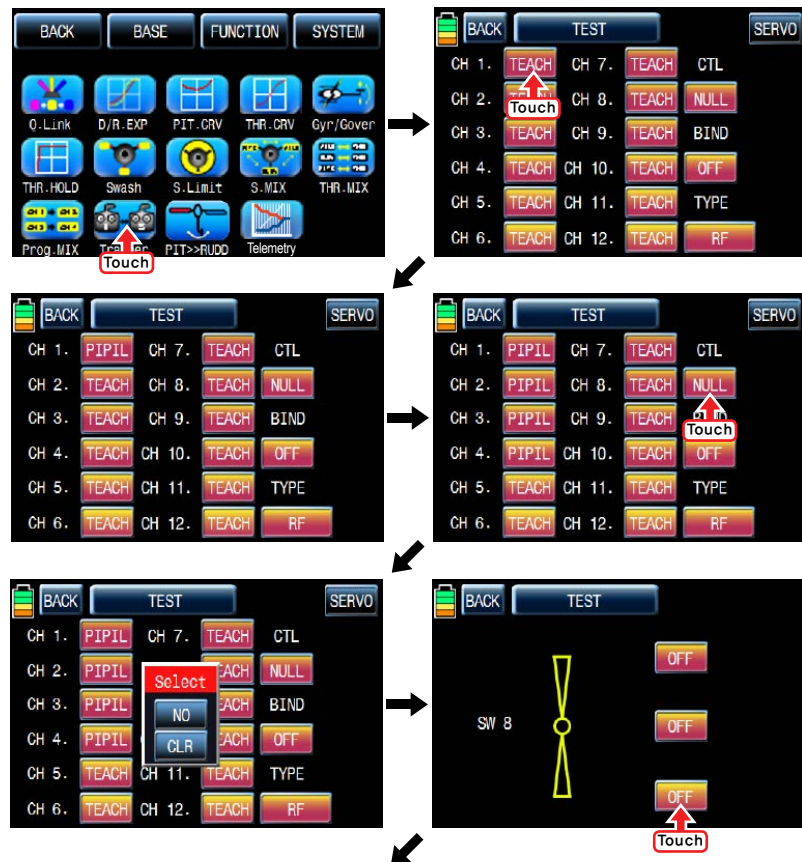 BACK BASE FUNCTION SYSTEM
Q.Link D/R.EXP PIT.CRV THR.CRV Gyr/Gover
THR.HOLD Swash S.Limit S.MIX THR.MIX
Prog.MIX PIT>>RUDD Telemetry
Touch
BACK TEST SERVO
CH 1. TEACH CH 7. TEACH CTL
CH 2. CH 8. TEACH NULL
Touch
CH 3. TEACH CH 9. TEACH BIND
CH 4. TEACH CH 10. TEACH OFF
CH 5. TEACH CH 11. TEACH TYPE
CH 6. TEACH CH 12. TEACH RF
BACK TEST SERVO
CH 1. PIPIL CH 7. TEACH CTL
CH 2. TEACH CH 8. TEACH NULL
CH 3. TEACH CH 9. TEACH BIND
CH 4. TEACH CH 10. TEACH OFF
CH 5. TEACH CH 11. TEACH TYPE
CH 6. TEACH CH 12. TEACH RF
BACK TEST SERVO
CH 1. PIPIL CH 7. TEACH CTL
CH 2. PIPIL CH 8. TEACH NULL
CH 3. PIPIL CH 9. TEACH
Touch
CH 4. PIPIL CH 10. TEACH OFF
CH 5. TEACH CH 11. TEACH TYPE
CH 6. TEACH CH 12. TEACH RF
BACK TEST SERVO
CH 1. PIPIL CH 7. TEACH CTL
CH 2. PIPIL EACH NULL
Select
CH 3. PIPIL EACH BIND
NO
CH 4. PIPIL EACH OFF
CLR
CH 5. TEACH CH 11. TEACH TYPE
CH 6. TEACH CH 12. TEACH RF
BACK TEST
OFF
SW 8 OFF
OFF
Touch